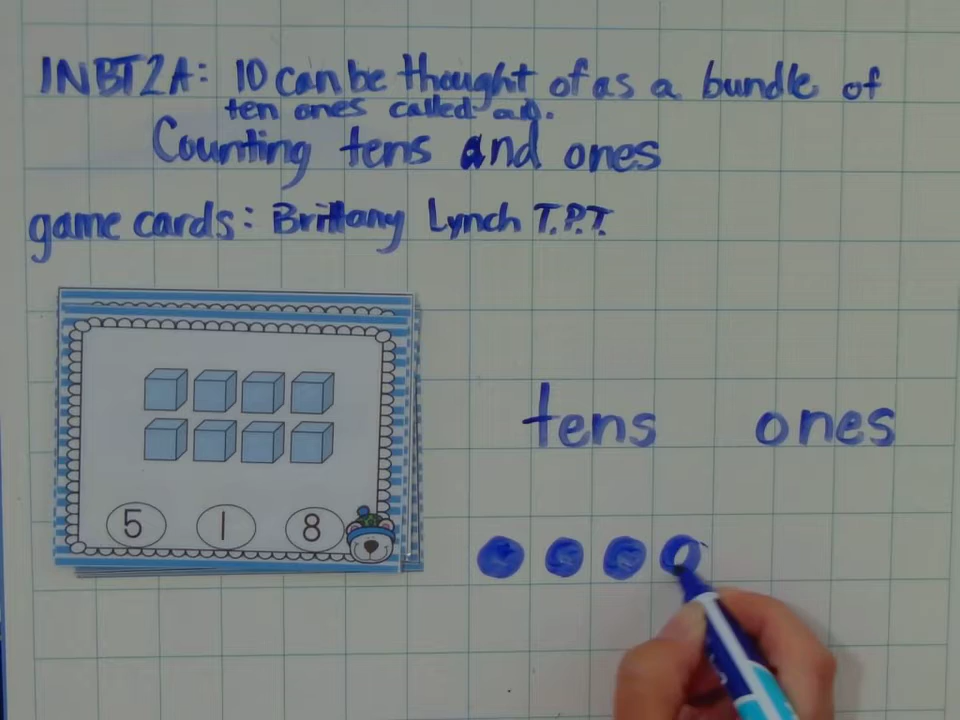 1NBT2A: 10 can be thought of as a bundle of
ten ones called a
Counting tens and ones
game cards: Brittany Lynch T.P.T.
tens ones
5 1 8